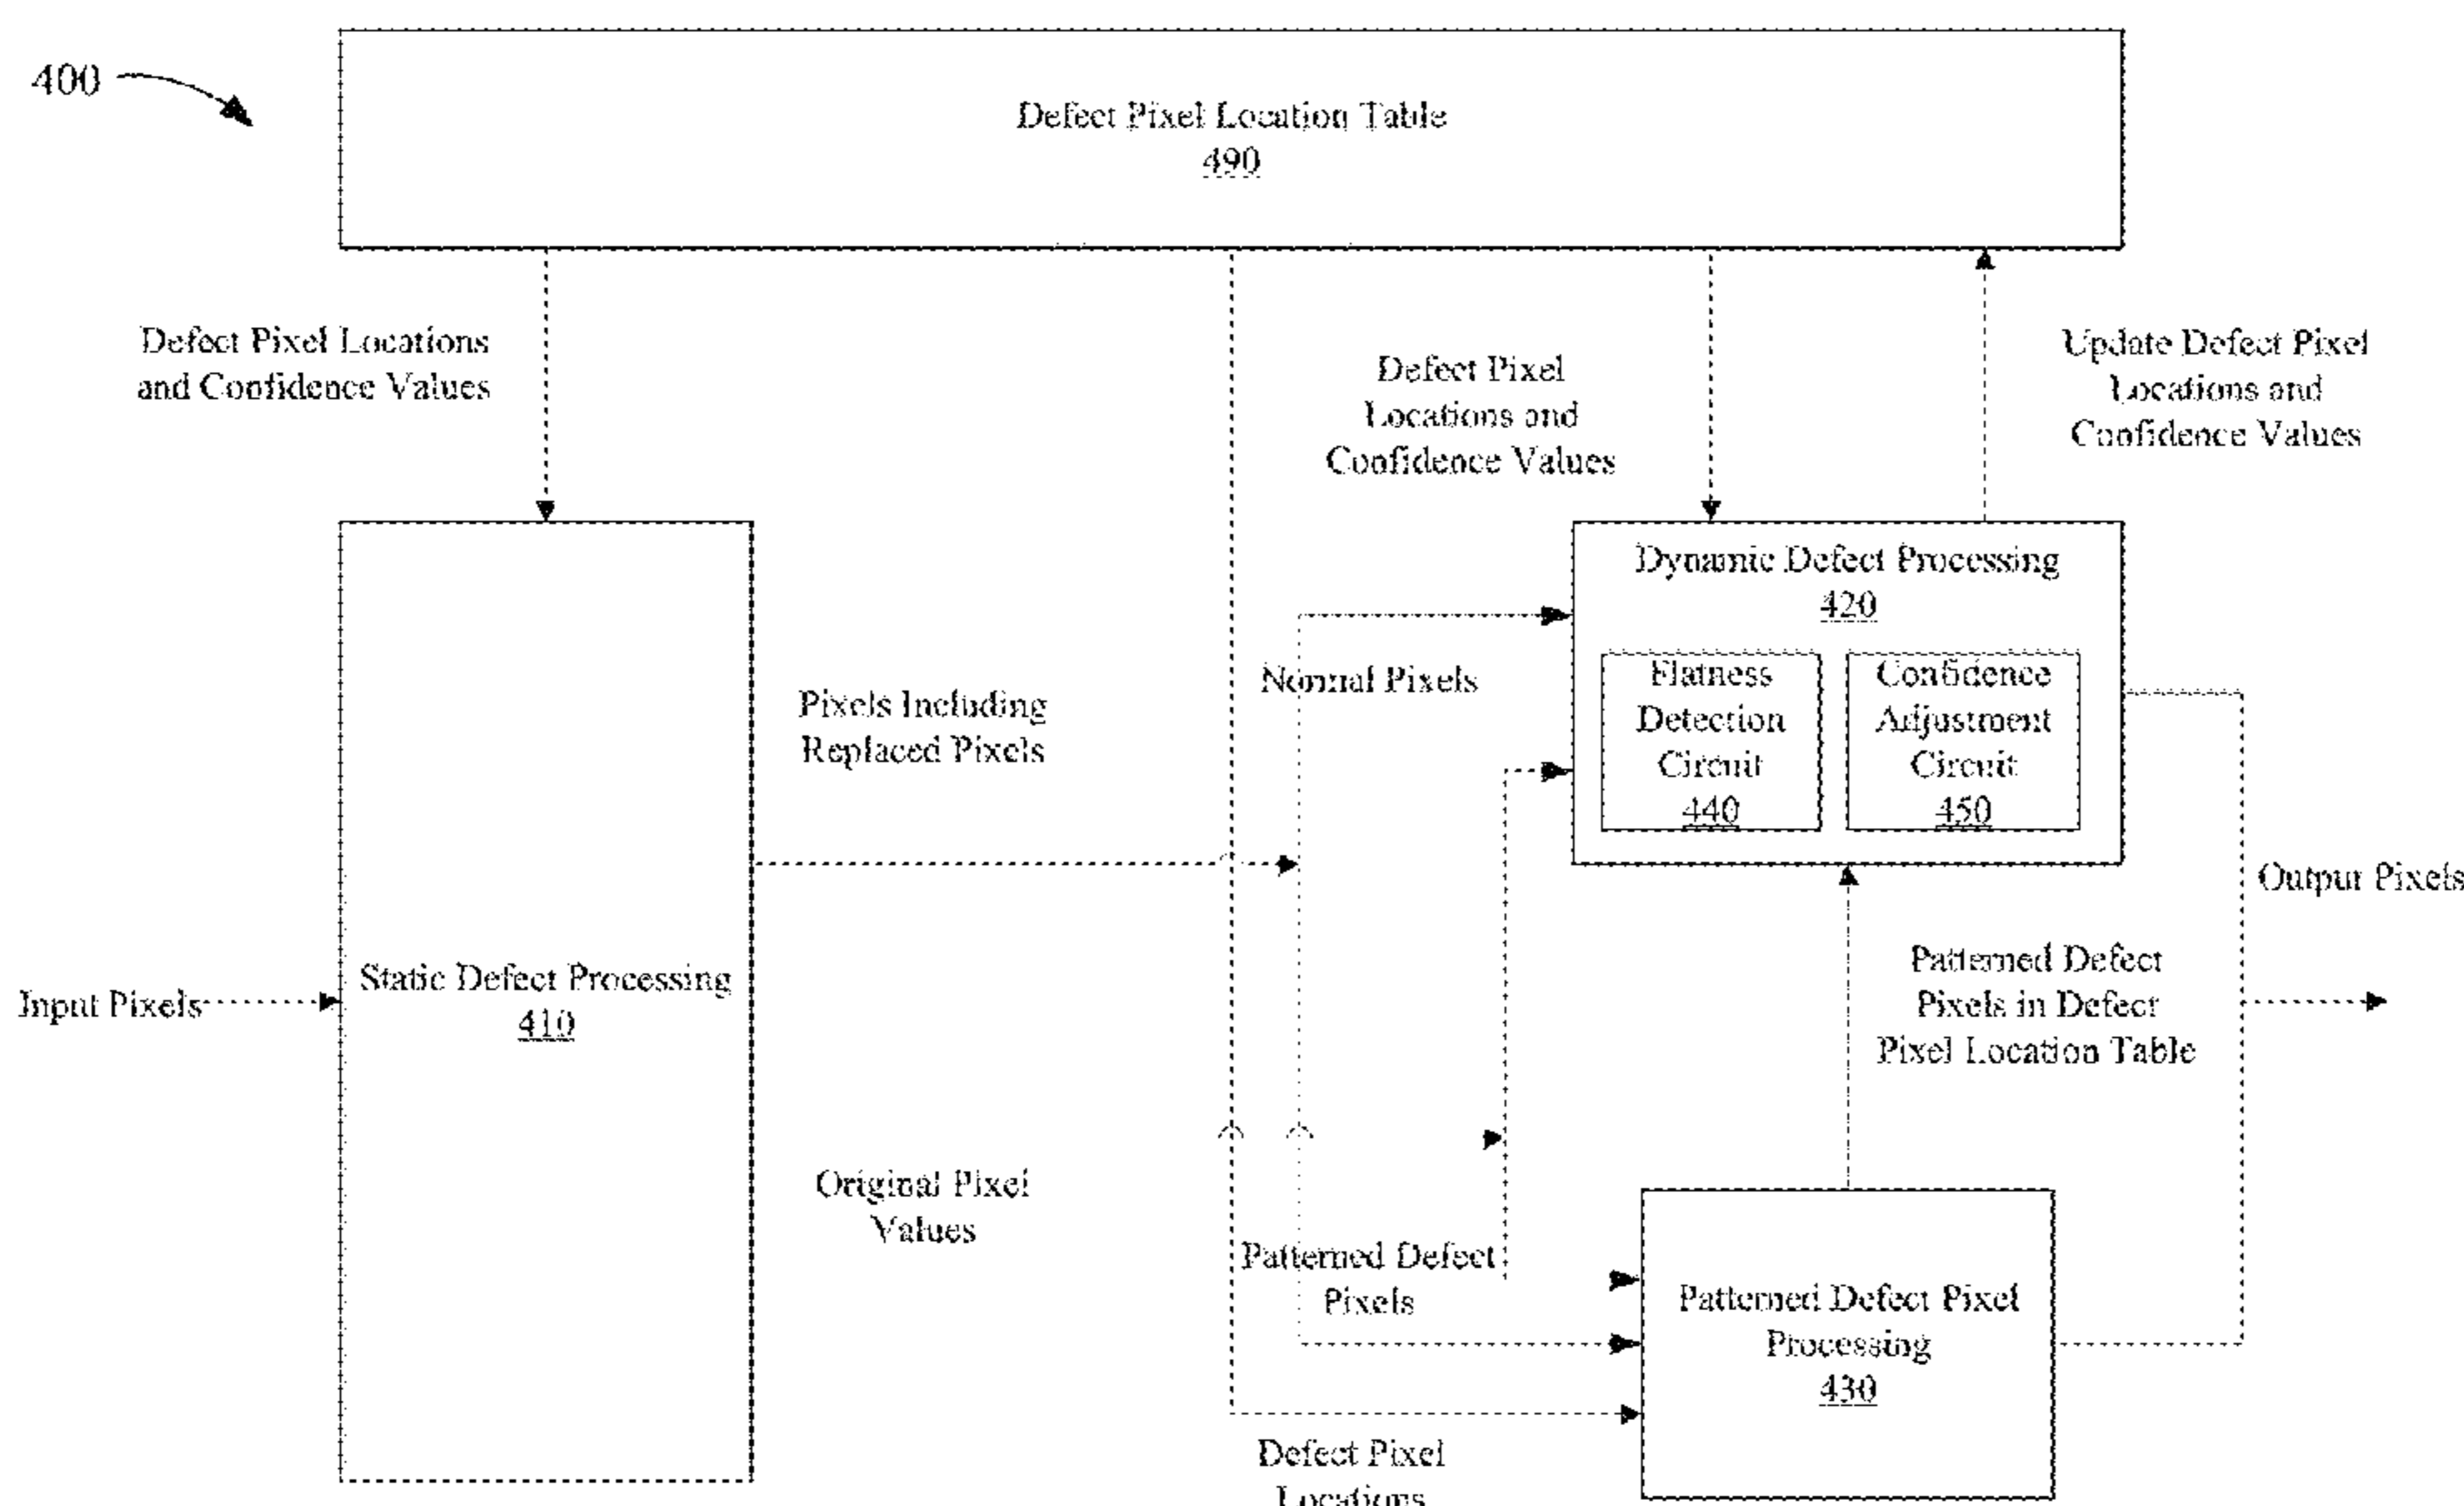 400
Defect Pixel Location Table
490
Defect Pixel Locations
and Confidence Values
Defect Pixel
Locations and
Confidence Values
Update Defect Pixel
Locations and
Confidence Values
Dynamic Defect Processing
420
Flatness
Detection
Circuit
440
Confidence
Adjustment
Circuit
450
Normal Pixels
Pixels Including
Replaced Pixels
Output Pixels
Input Pixels
Static Defect Processing
410
Patterned Defect
Pixels in Defect
Pixel Location Table
Original Pixel
Values
Patterned Defect
Pixels
Patterned Defect Pixel
Processing
430
Defect Pixel
Locations